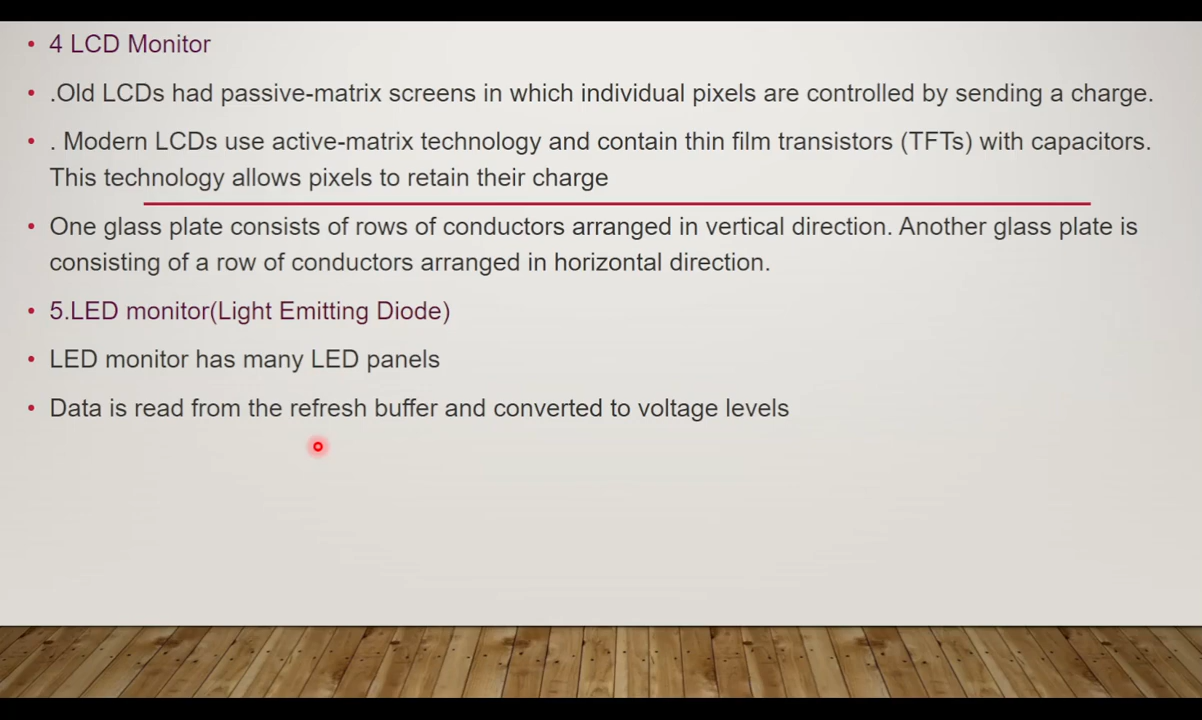 • 4 LCD Monitor
• .Old LCDs had passive-matrix screens in which individual pixels are controlled by sending a charge.
• . Modern LCDs use active-matrix technology and contain thin film transistors (TFTs) with capacitors.
This technology allows pixels to retain their charge
• One glass plate consists of rows of conductors arranged in vertical direction. Another glass plate is
consisting of a row of conductors arranged in horizontal direction.
• 5.LED monitor(Light Emitting Diode)
• LED monitor has many LED panels
• Data is read from the refresh buffer and converted to voltage levels